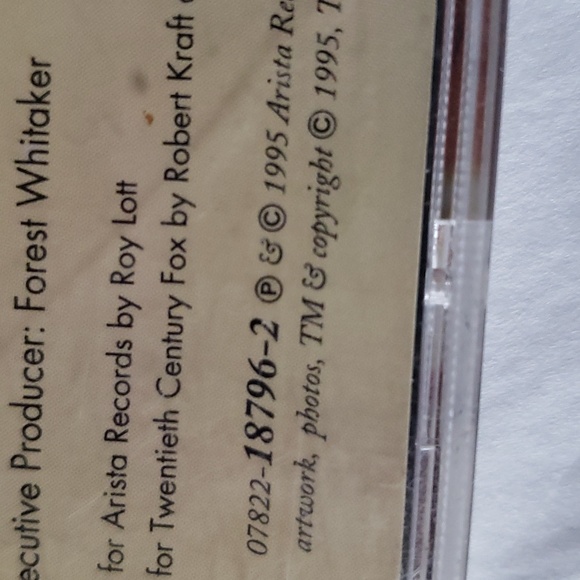 ecutive Producer: Forest Whitaker
for Arista Records by Roy Lott
for Twentieth Century Fox by Robert Kraft
07822-18796-2 ℗ & © 1995 Arista Re
artwork, photos, TM & copyright © 1995, T